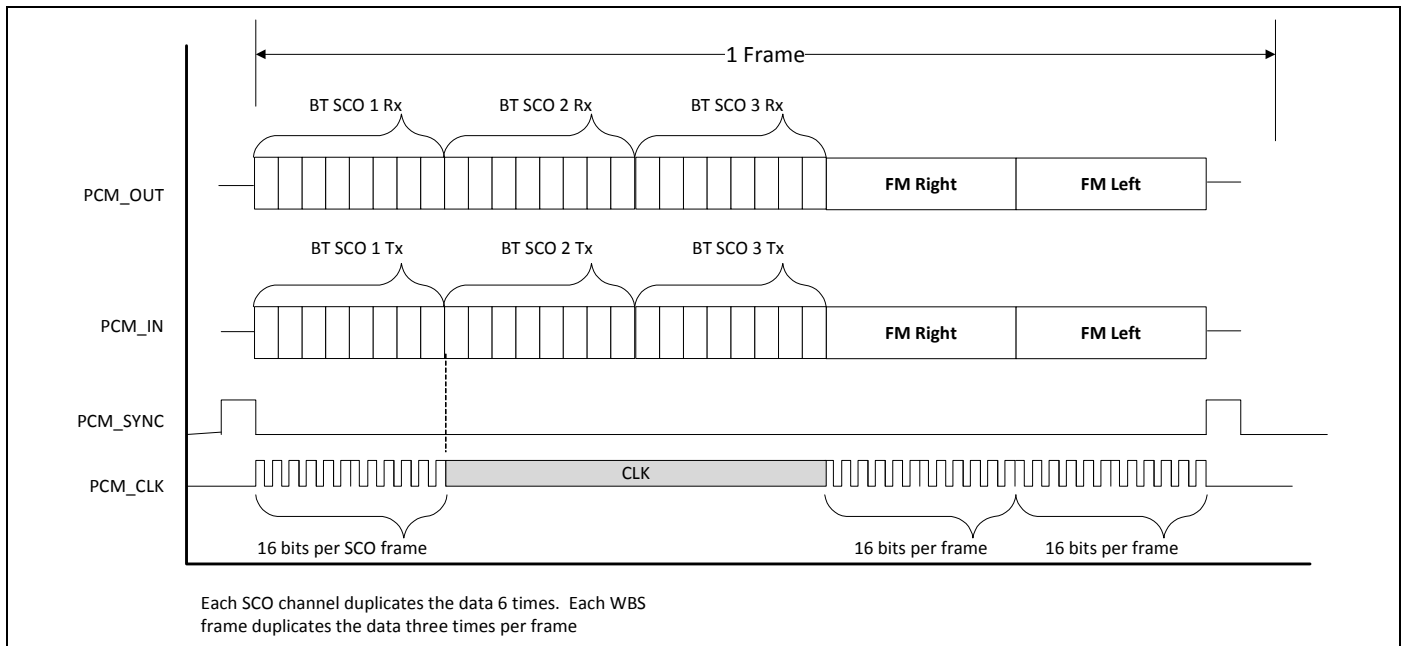 1 Frame
BT SCO 1 Rx BT SCO 2 Rx BT SCO 3 Rx
PCM_OUT FM Right FM Left
BT SCO 1 Tx BT SCO 2 Tx BT SCO 3 Tx
PCM_IN FM Right FM Left
PCM_SYNC
PCM_CLK CLK
16 bits per SCO frame 16 bits per frame 16 bits per frame
Each SCO channel duplicates the data 6 times. Each WBS
frame duplicates the data three times per frame